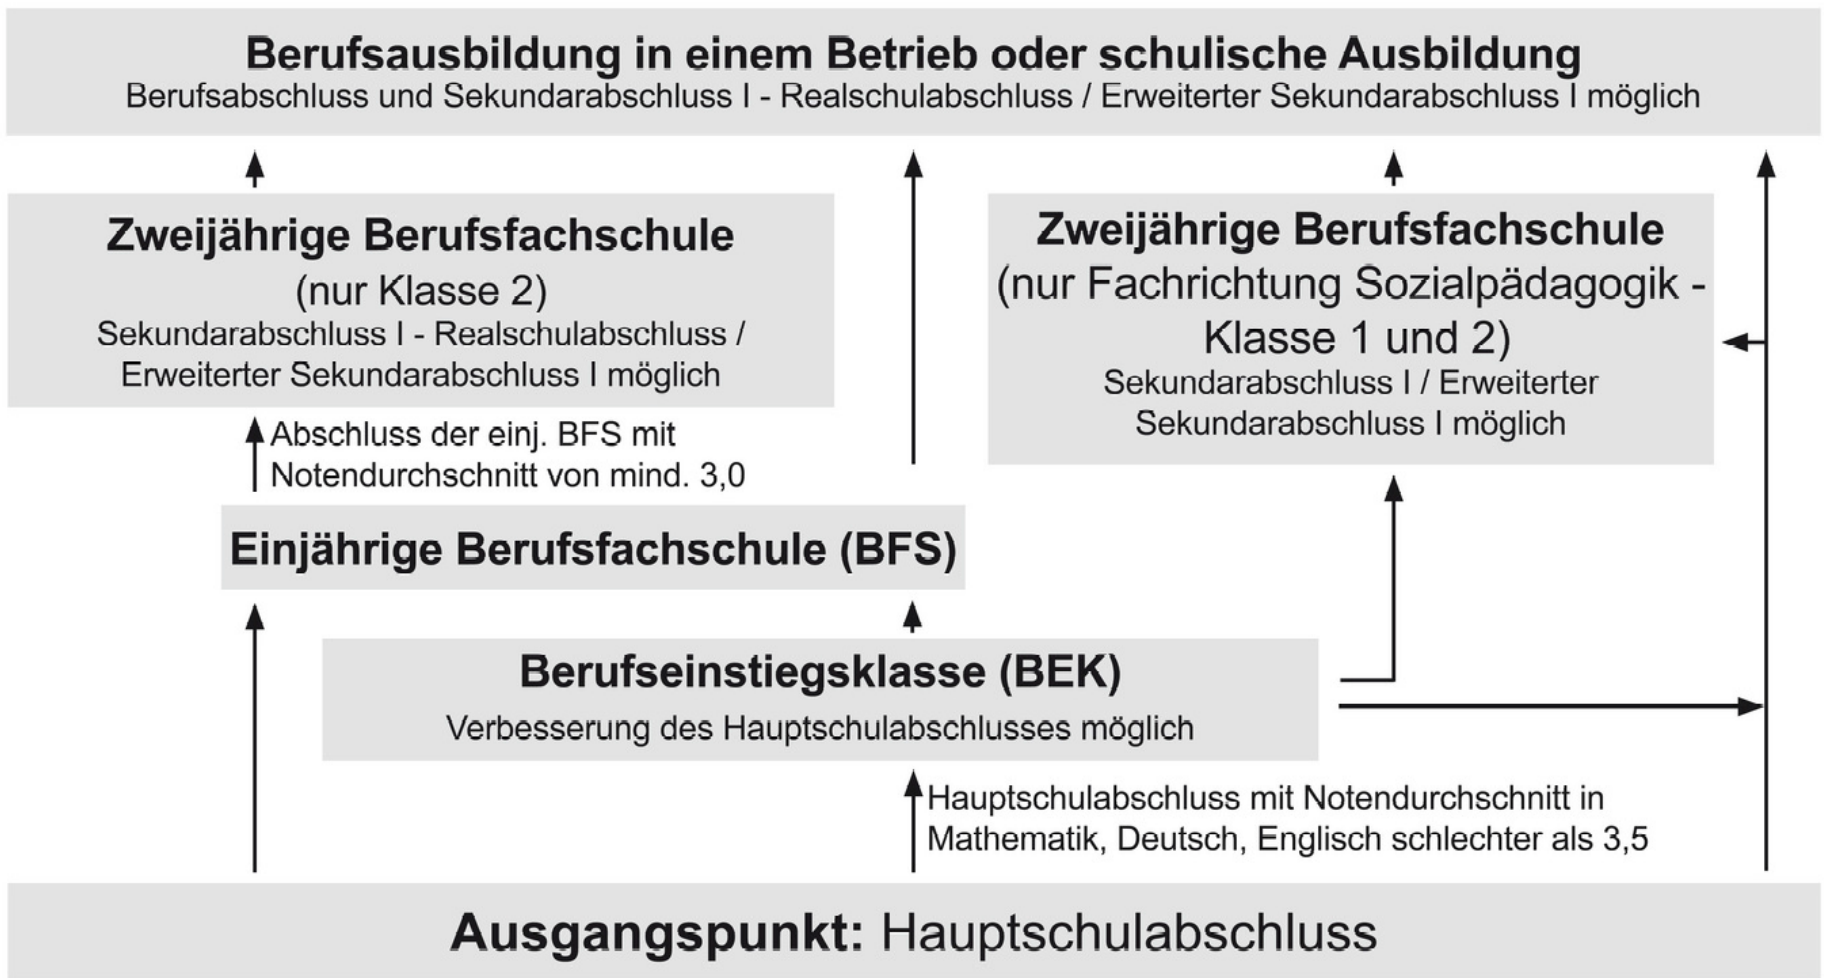 Berufsausbildung in einem Betrieb oder schulische Ausbildung
Berufsabschluss und Sekundarabschluss I - Realschulabschluss / Erweiterter Sekundarabschluss I möglich
Zweijährige Berufsfachschule
(nur Klasse 2)
Sekundarabschluss I - Realschulabschluss /
Erweiterter Sekundarabschluss I möglich
Zweijährige Berufsfachschule
(nur Fachrichtung Sozialpädagogik -
Klasse 1 und 2)
Sekundarabschluss I / Erweiterter
Sekundarabschluss I möglich
Abschluss der einj. BFS mit
Notendurchschnitt von mind. 3,0
Einjährige Berufsfachschule (BFS)
Berufseinstiegsklasse (BEK)
Verbesserung des Hauptschulabschlusses möglich
Hauptschulabschluss mit Notendurchschnitt in
Mathematik, Deutsch, Englisch schlechter als 3,5
Ausgangspunkt: Hauptschulabschluss